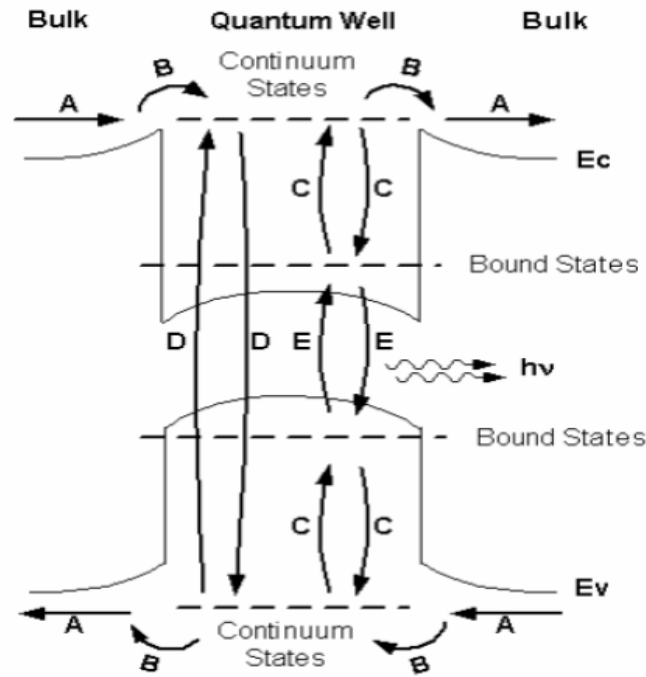 Bulk Quantum Well Bulk
Continuum
States
B B
A A
Ec
C C
Bound States
D D E E
hν
Bound States
C C
Ev
A A
B Continuum B
States